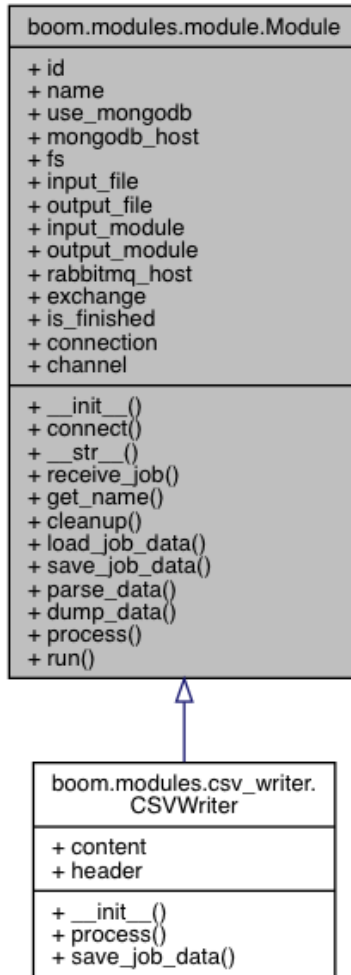 boom.modules.module.Module
+ id
+ name
+ use_mongodb
+ mongodb_host
+ fs
+ input_file
+ output_file
+ input_module
+ output_module
+ rabbitmq_host
+ exchange
+ is_finished
+ connection
+ channel
+ __init__()
+ connect()
+ __str__()
+ receive_job()
+ get_name()
+ cleanup()
+ load_job_data()
+ save_job_data()
+ parse_data()
+ dump_data()
+ process()
+ run()
boom.modules.csv_writer.
CSVWriter
+ content
+ header
+ __init__()
+ process()
+ save_job_data()